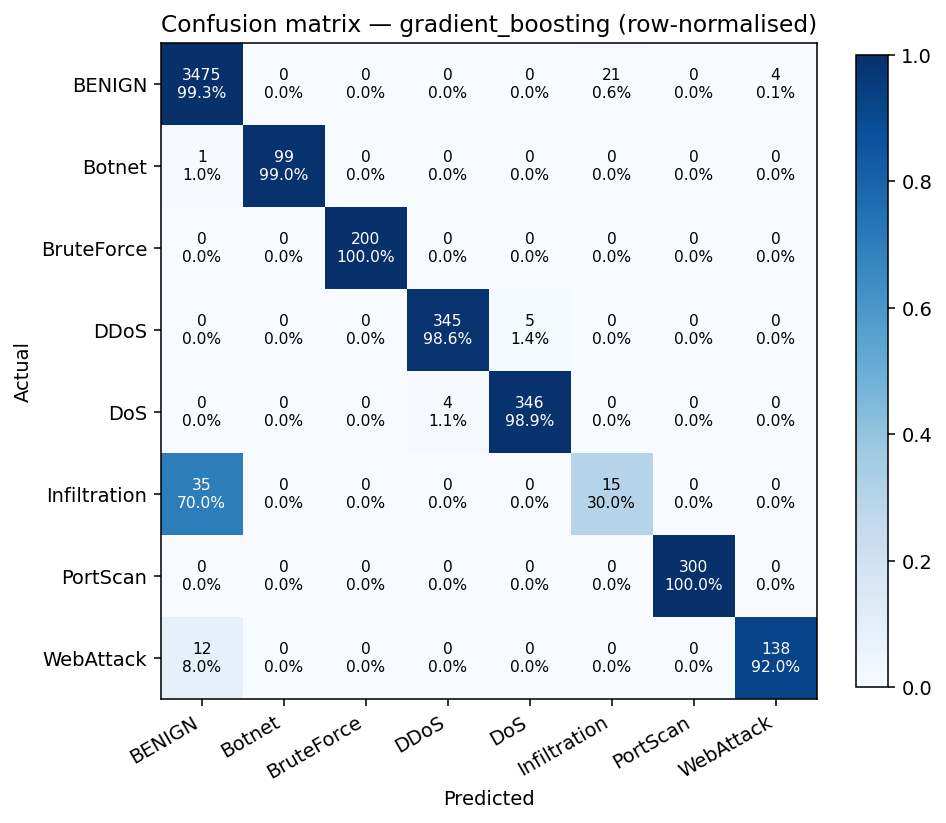 Confusion matrix — gradient_boosting (row-normalised)
BENIGN 3475 0 0 0 0 21 0 4
99.3% 0.0% 0.0% 0.0% 0.0% 0.6% 0.0% 0.1%
Botnet 1 99 0 0 0 0 0 0
1.0% 99.0% 0.0% 0.0% 0.0% 0.0% 0.0% 0.0%
BruteForce 0 0 200 0 0 0 0 0
0.0% 0.0% 100.0% 0.0% 0.0% 0.0% 0.0% 0.0%
DDoS 0 0 0 345 5 0 0 0
0.0% 0.0% 0.0% 98.6% 1.4% 0.0% 0.0% 0.0%
DoS 0 0 0 4 346 0 0 0
0.0% 0.0% 0.0% 1.1% 98.9% 0.0% 0.0% 0.0%
Infiltration 35 0 0 0 0 15 0 0
70.0% 0.0% 0.0% 0.0% 0.0% 30.0% 0.0% 0.0%
PortScan 0 0 0 0 0 0 300 0
0.0% 0.0% 0.0% 0.0% 0.0% 0.0% 100.0% 0.0%
WebAttack 12 0 0 0 0 0 0 138
8.0% 0.0% 0.0% 0.0% 0.0% 0.0% 0.0% 92.0%
BENIGN Botnet BruteForce DDoS DoS Infiltration PortScan WebAttack
Predicted
Actual
1.0
0.8
0.6
0.4
0.2
0.0